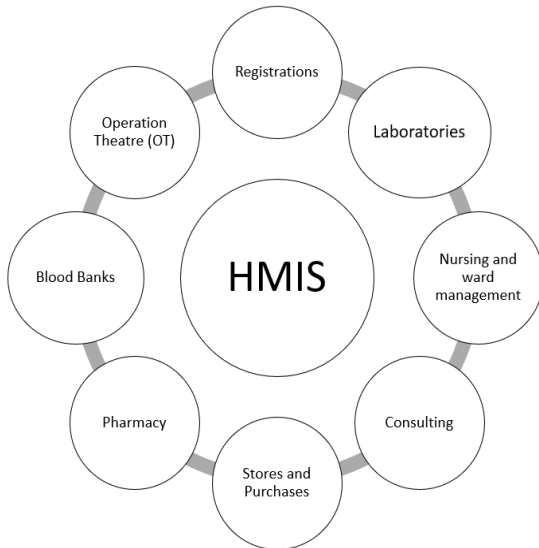 Registrations
Operation
Theatre (OT)
Laboratories
HMIS
Blood Banks
Nursing and
ward
management
Pharmacy
Consulting
Stores and
Purchases